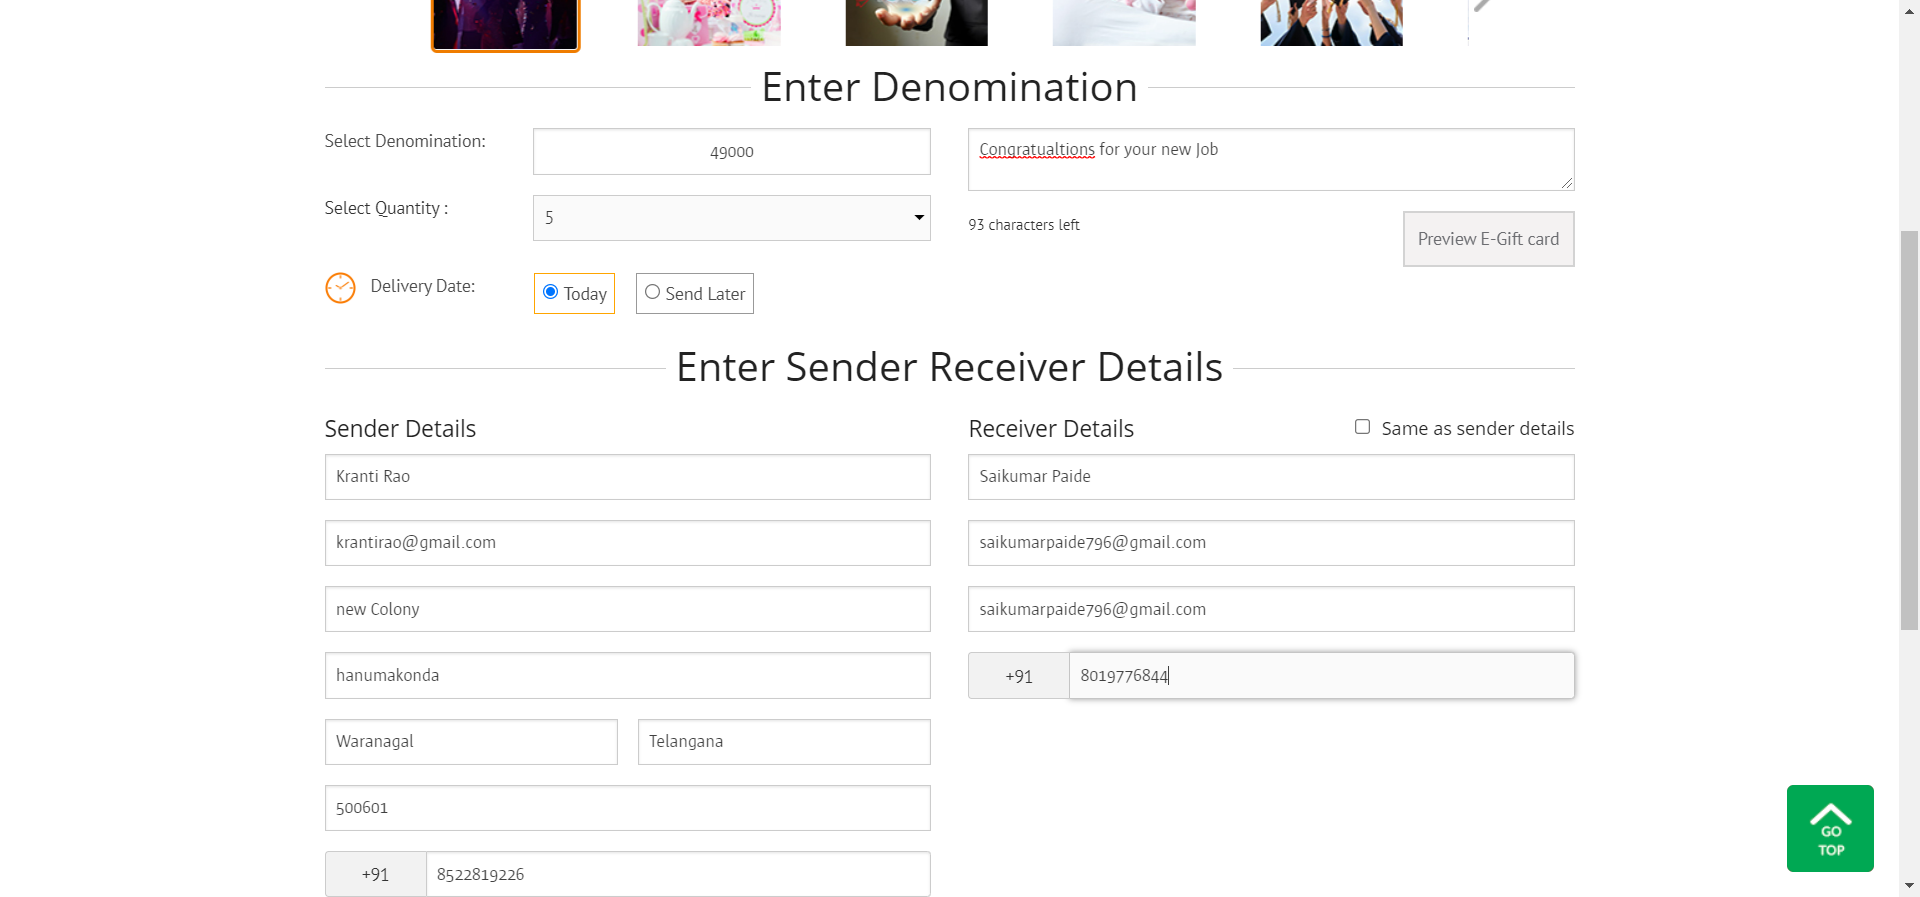 Enter Denomination
Select Denomination:
49000
Congratualtions for your new Job
Select Quantity :
5
93 characters left
Preview E-Gift card
Delivery Date:
Today
Send Later
Enter Sender Receiver Details
Sender Details
Receiver Details
Same as sender details
Kranti Rao
Saikumar Paide
krantirao@gmail.com
saikumarpaide796@gmail.com
new Colony
saikumarpaide796@gmail.com
hanumakonda
+91
8019776844
Waranagal
Telangana
500601
+91
8522819226
GO
TOP